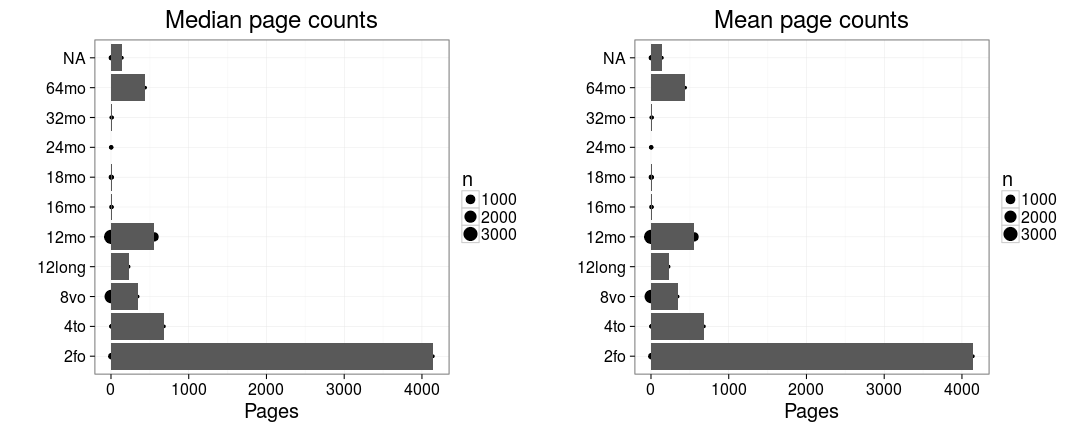 Median page counts
NA
64mo
32mo
24mo
18mo
16mo
12mo
12long
8vo
4to
2fo
0 1000 2000 3000 4000
Pages
n
1000
2000
3000
Mean page counts
NA
64mo
32mo
24mo
18mo
16mo
12mo
12long
8vo
4to
2fo
0 1000 2000 3000 4000
Pages
n
1000
2000
3000